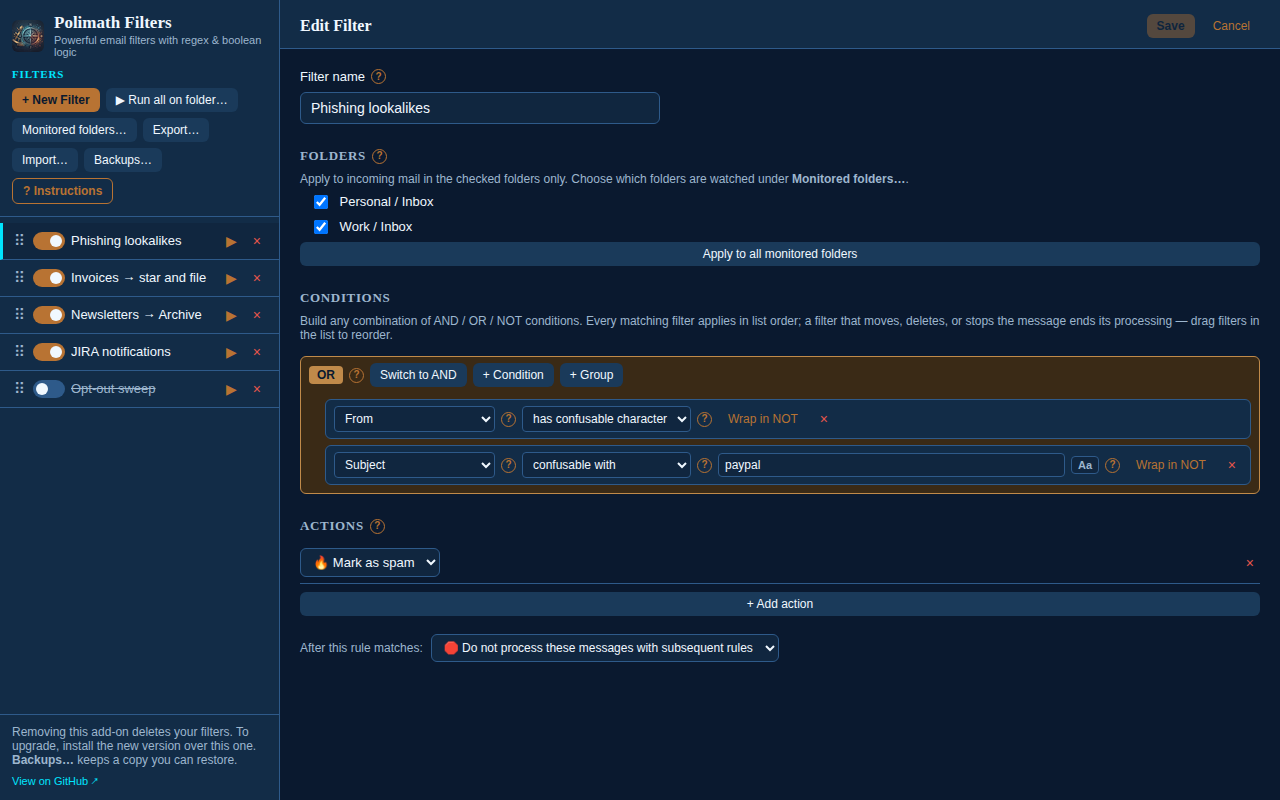 Polimath Filters
Powerful email filters with regex & boolean
logic
FILTERS
+ New Filter
▶ Run all on folder…
Monitored folders…
Export…
Import…
Backups…
? Instructions
Phishing lookalikes
Invoices → star and file
Newsletters → Archive
JIRA notifications
Opt-out sweep
Removing this add-on deletes your filters. To
upgrade, install the new version over this one.
Backups… keeps a copy you can restore.
View on GitHub ↗
Edit Filter
Save
Cancel
Filter name ?
Phishing lookalikes
FOLDERS ?
Apply to incoming mail in the checked folders only. Choose which folders are watched under Monitored folders….
Personal / Inbox
Work / Inbox
Apply to all monitored folders
CONDITIONS
Build any combination of AND / OR / NOT conditions. Every matching filter applies in list order; a filter that moves, deletes, or stops the message ends its processing — drag filters in
the list to reorder.
OR ? Switch to AND + Condition + Group
From ? has confusable character ? Wrap in NOT ×
Subject ? confusable with ? paypal Aa ? Wrap in NOT ×
ACTIONS ?
🔥 Mark as spam ×
+ Add action
After this rule matches: 🛑 Do not process these messages with subsequent rules